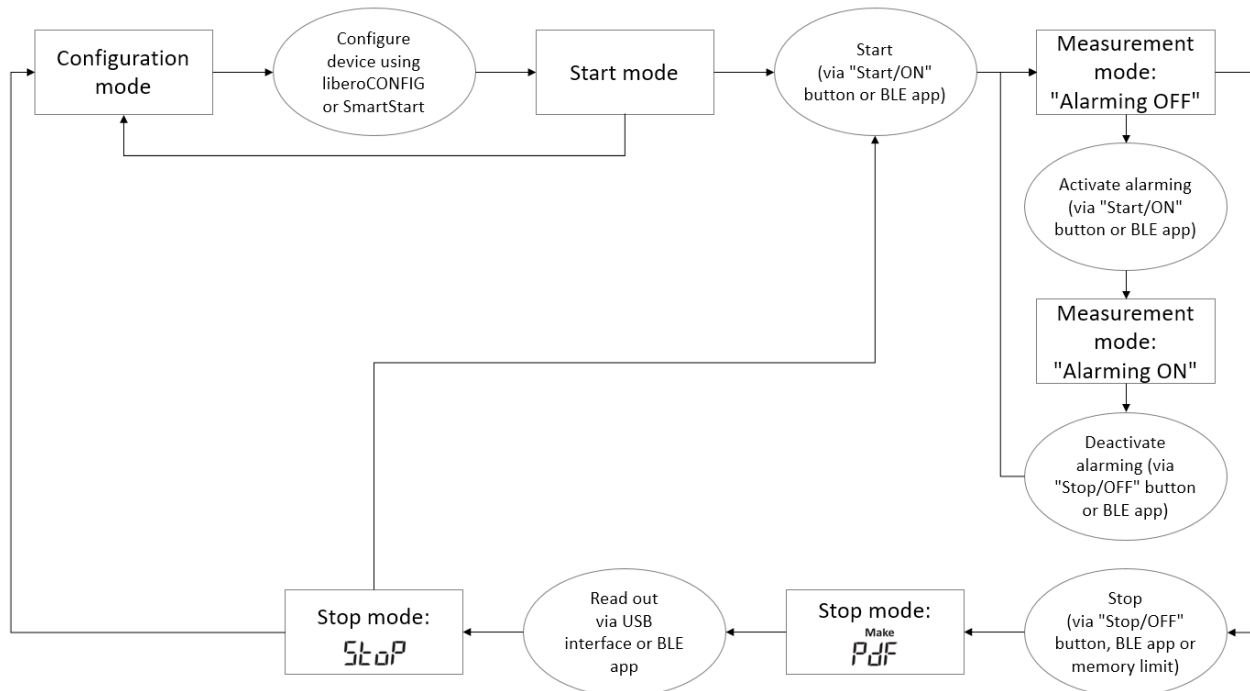 Configuration
mode
Configure
device using
liberoCONFIG
or SmartStart
Start mode
Start
(via "Start/ON"
button or BLE app)
Measurement
mode:
"Alarming OFF"
Activate alarming
(via "Start/ON"
button or BLE app)
Measurement
mode:
"Alarming ON"
Deactivate
alarming (via
"Stop/OFF" button
or BLE app)
Stop mode:
StoP
Read out
via USB
interface or BLE
app
Stop mode:
Make
PdF
Stop
(via "Stop/OFF"
button, BLE app or
memory limit)